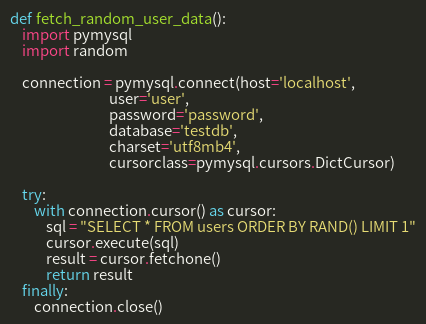 def fetch_random_user_data():
    import pymysql
    import random

    connection = pymysql.connect(host='localhost',
                                 user='user',
                                 password='password',
                                 database='testdb',
                                 charset='utf8mb4',
                                 cursorclass=pymysql.cursors.DictCursor)

    try:
        with connection.cursor() as cursor:
            sql = "SELECT * FROM users ORDER BY RAND() LIMIT 1"
            cursor.execute(sql)
            result = cursor.fetchone()
            return result
    finally:
        connection.close()